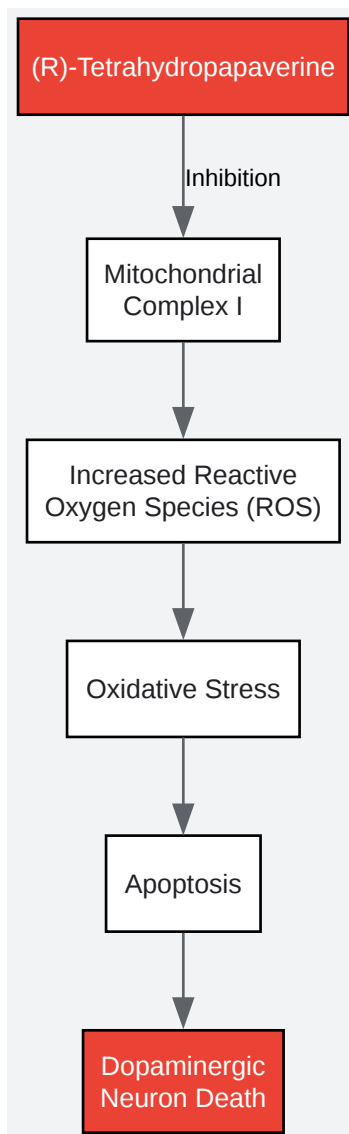 (R)-Tetrahydropapaverine
Inhibition
Mitochondrial
Complex I
Increased Reactive
Oxygen Species (ROS)
Oxidative Stress
Apoptosis
Dopaminergic
Neuron Death